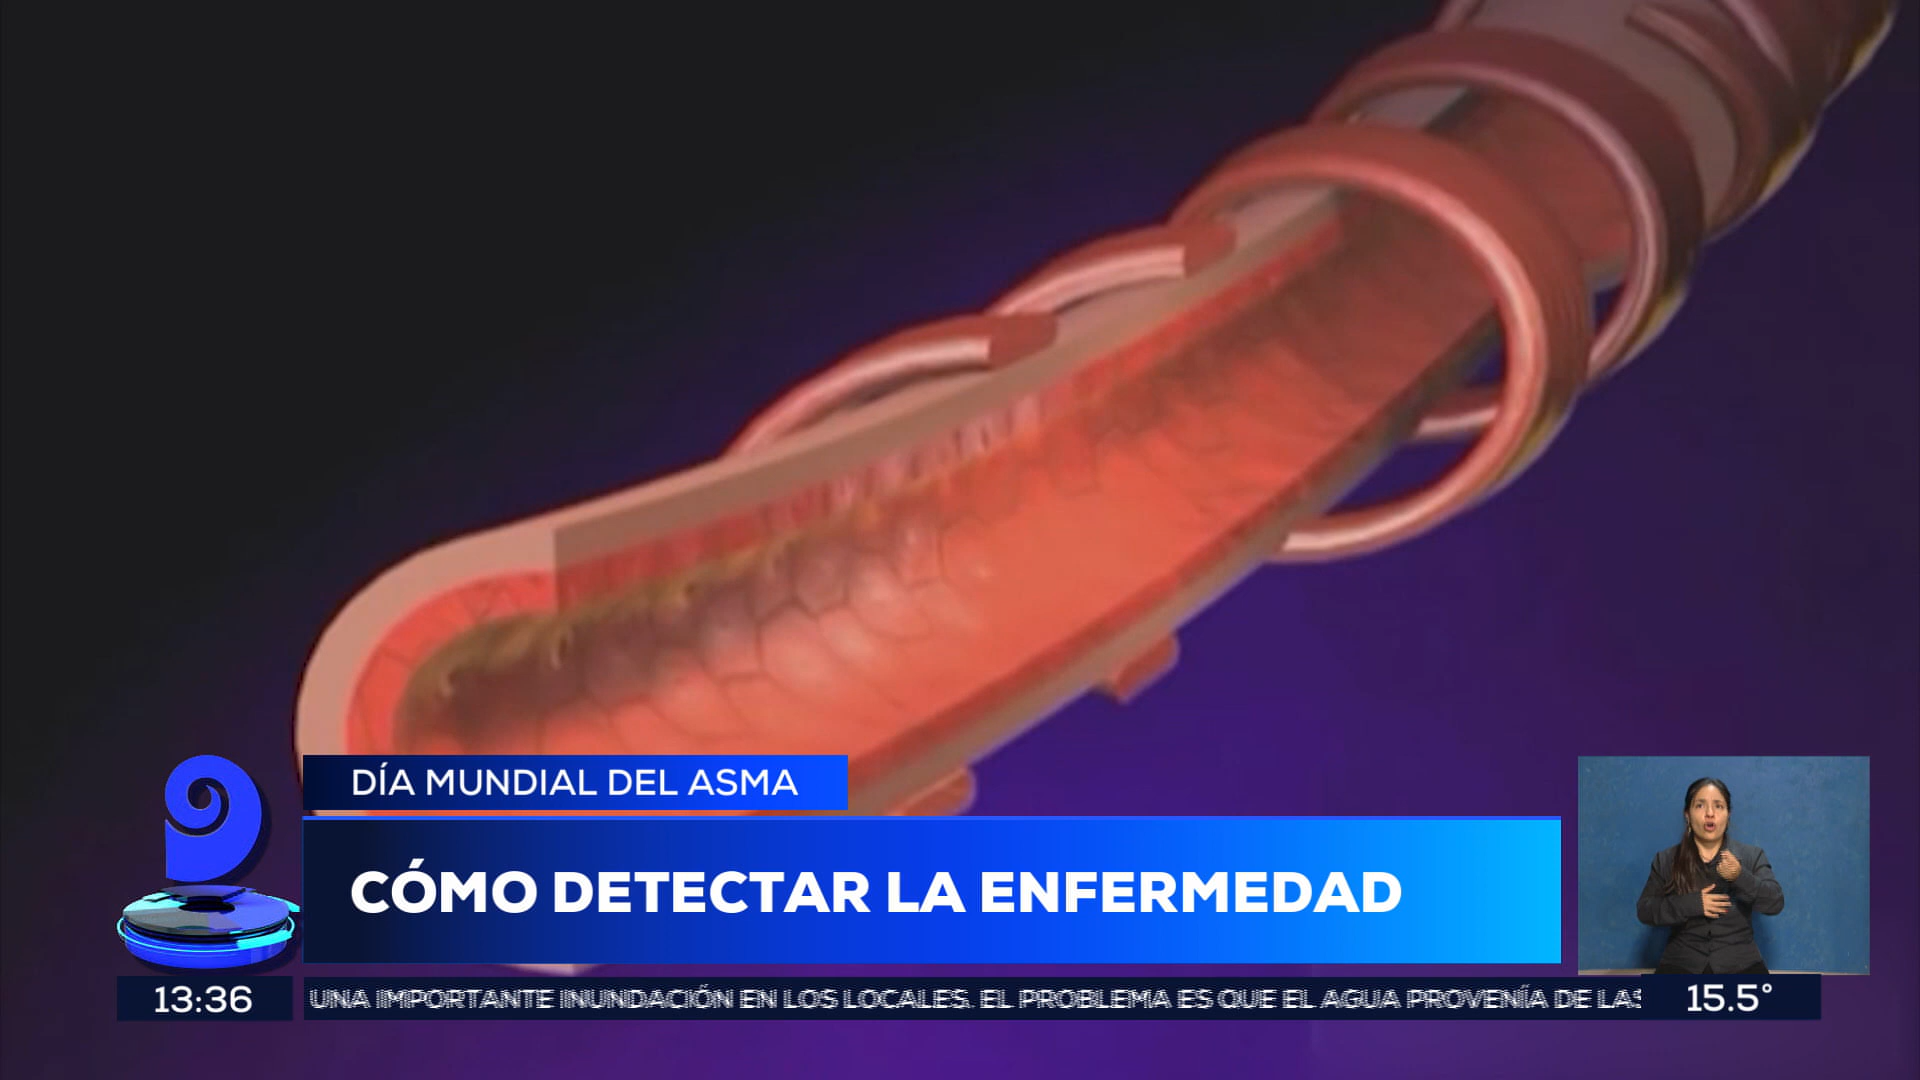 DÍA MUNDIAL DEL ASMA
CÓMO DETECTAR LA ENFERMEDAD
13:36
UNA IMPORTANTE INUNDACIÓN EN LOS LOCALES. EL PROBLEMA ES QUE EL AGUA PROVENÍA DE LAS
15.5°